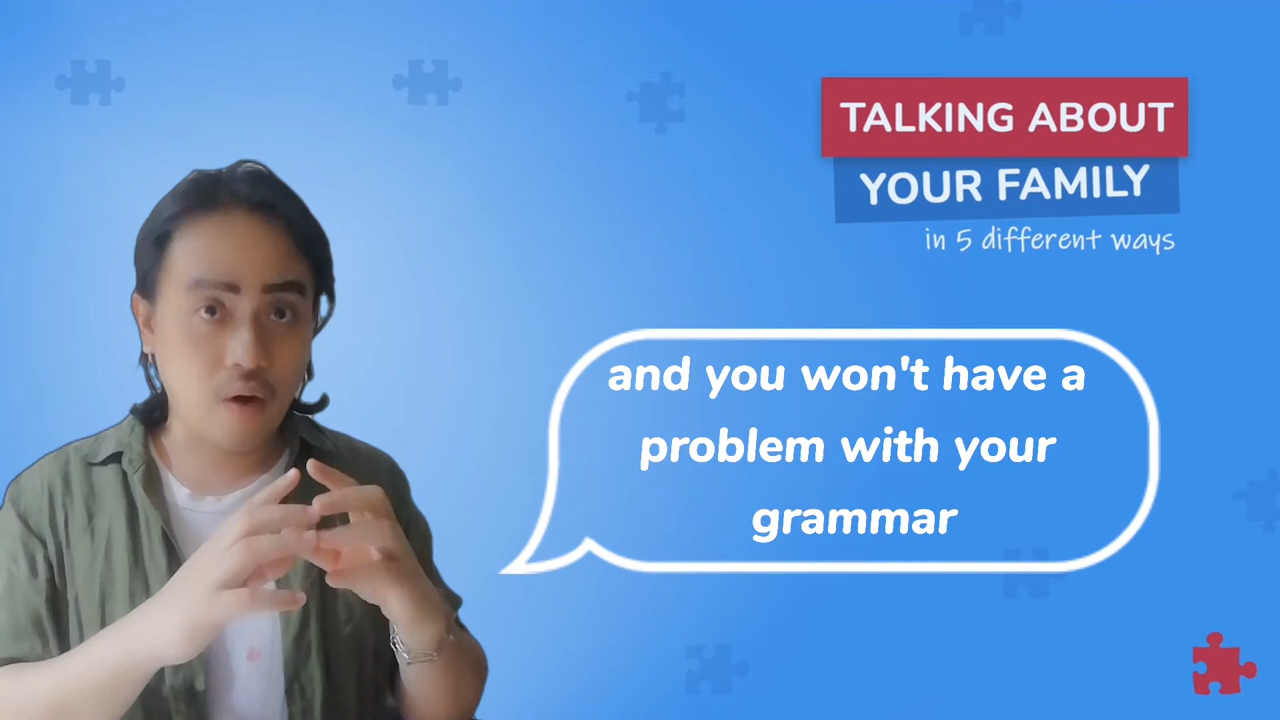 TALKING ABOUT
YOUR FAMILY
in 5 different ways
and you won't have a
problem with your
grammar